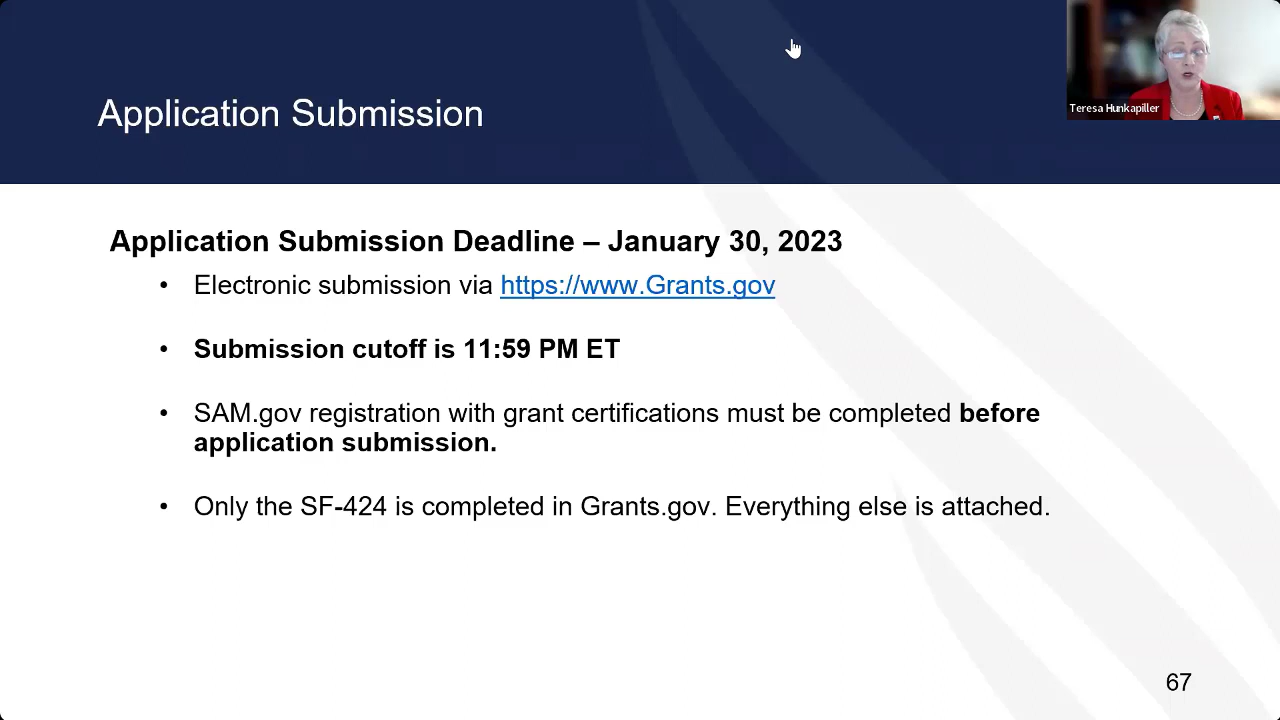 Teresa Hunkapiller
Application Submission
Application Submission Deadline – January 30, 2023
• Electronic submission via https://www.Grants.gov
• Submission cutoff is 11:59 PM ET
• SAM.gov registration with grant certifications must be completed before
application submission.
• Only the SF-424 is completed in Grants.gov. Everything else is attached.
67